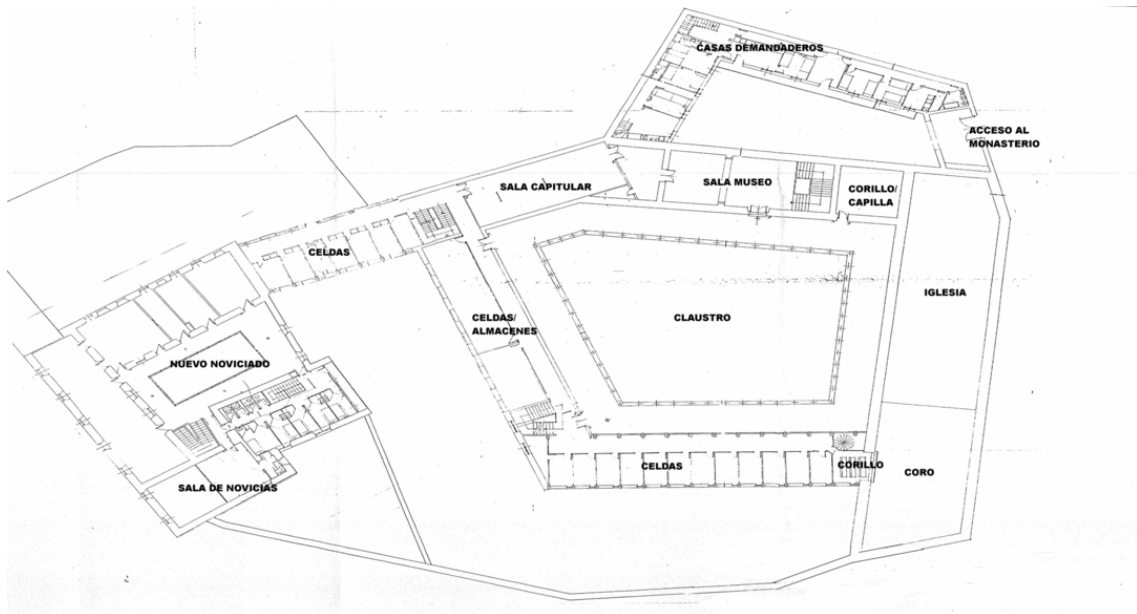 CASAS DEMANDADEROS
ACCESO AL
MONASTERIO
SALA CAPITULAR
SALA MUSEO
CORILLO/
CAPILLA
CELDAS
IGLESIA
CELDAS/
ALMACENES
CLAUSTRO
NUEVO NOVICIADO
CELDAS
CORILLO
CORO
SALA DE NOVICIAS